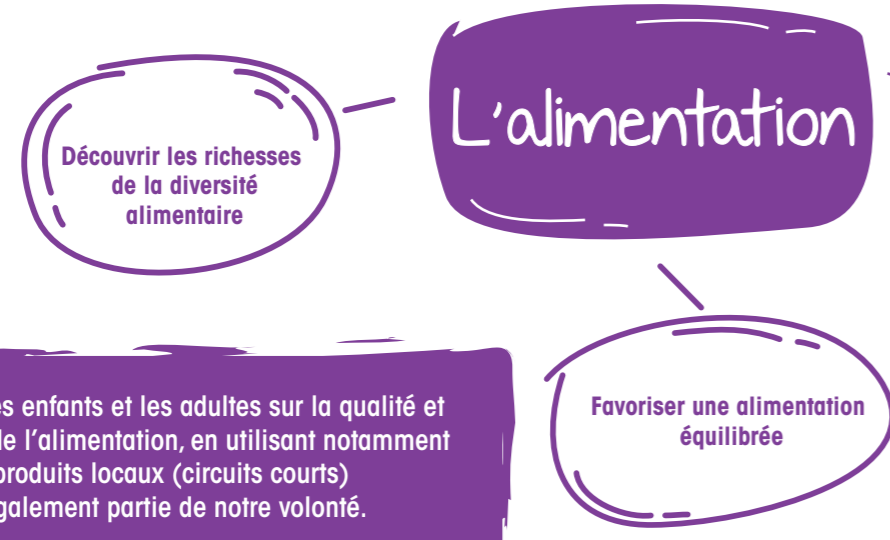 L'alimentation
Découvrir les richesses
de la diversité
alimentaire
Favoriser une alimentation
équilibrée
enfants et les adultes sur la qualité et
l'alimentation, en utilisant notamment
produits locaux (circuits courts)
également partie de notre volonté.